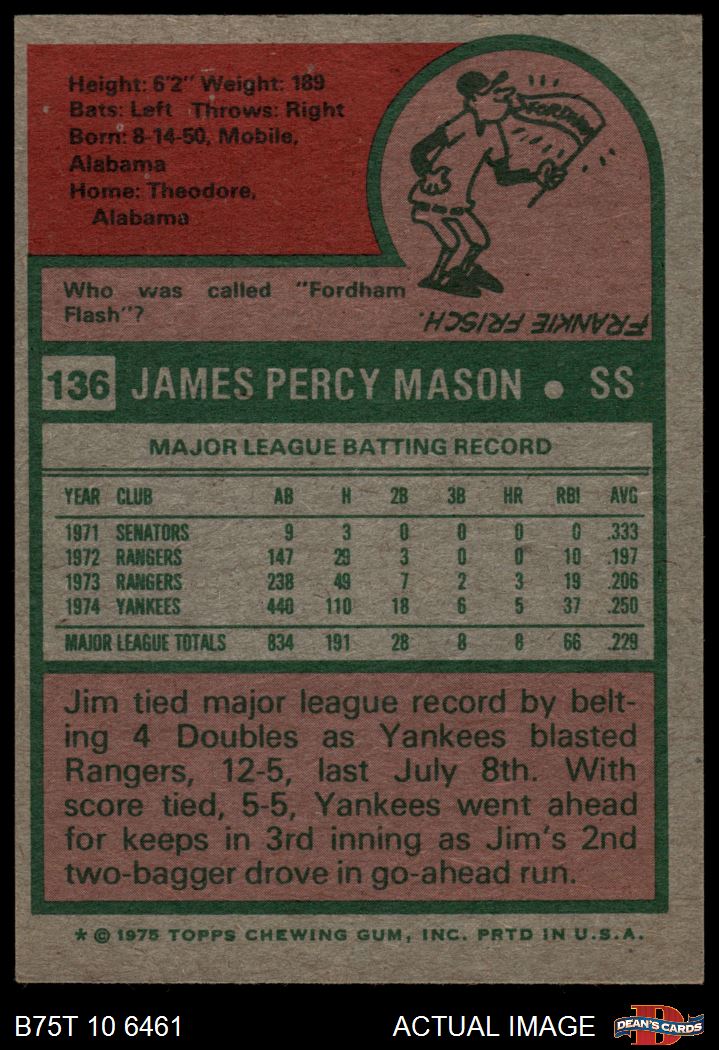 Height: 6'2" Weight: 189
Bats: Left Throws: Right
Born: 8-14-50, Mobile,
Alabama
Home: Theodore,
Alabama
FORDHAM
Who was called "Fordham
Flash"?
FRANKIE FRISCH.
136 JAMES PERCY MASON • SS
MAJOR LEAGUE BATTING RECORD
YEAR CLUB AB H 2B 3B HR RBI AVG
1971 SENATORS 9 3 0 0 0 0 .333
1972 RANGERS 147 29 3 0 0 10 .197
1973 RANGERS 238 49 7 2 3 19 .206
1974 YANKEES 440 110 18 6 5 37 .250
MAJOR LEAGUE TOTALS 834 191 28 8 8 66 .229
Jim tied major league record by belt-
ing 4 Doubles as Yankees blasted
Rangers, 12-5, last July 8th. With
score tied, 5-5, Yankees went ahead
for keeps in 3rd inning as Jim's 2nd
two-bagger drove in go-ahead run.
* © 1975 TOPPS CHEWING GUM, INC. PRTD IN U.S.A.
B75T 10 6461 ACTUAL IMAGE D DEAN'S CARDS